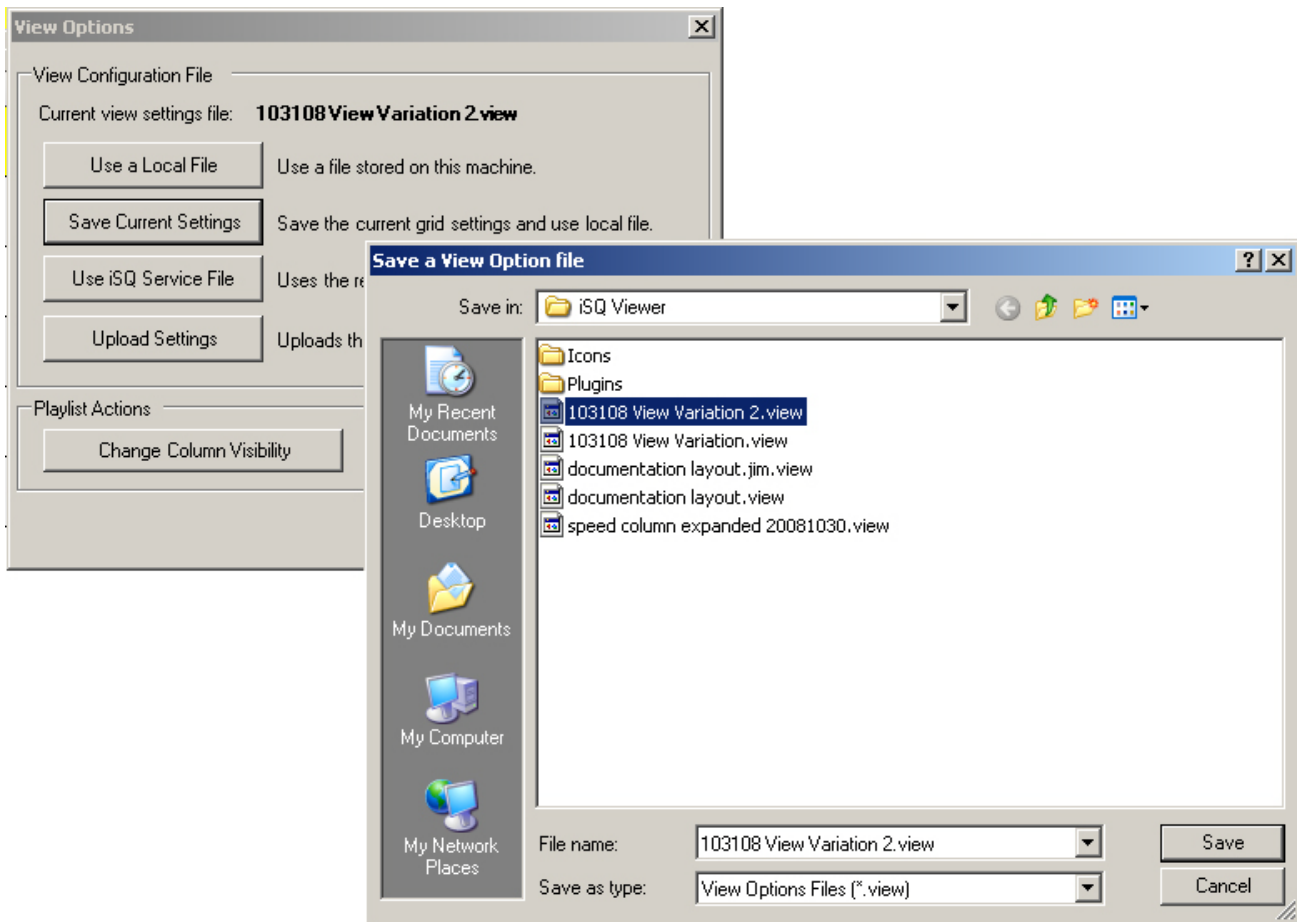 View Options
View Configuration File
Current view settings file: 103108 View Variation 2.view
Use a Local File Use a file stored on this machine.
Save Current Settings Save the current grid settings and use local file.
Use iSQ Service File Uses the re
Upload Settings Uploads th
Playlist Actions
Change Column Visibility
Save a View Option file
Save in: iSQ Viewer
My Recent
Documents
Desktop
My Documents
My Computer
My Network
Places
Icons
Plugins
103108 View Variation 2.view
103108 View Variation.view
documentation layout.jim.view
documentation layout.view
speed column expanded 20081030.view
File name: 103108 View Variation 2.view Save
Save as type: View Options Files (*.view) Cancel